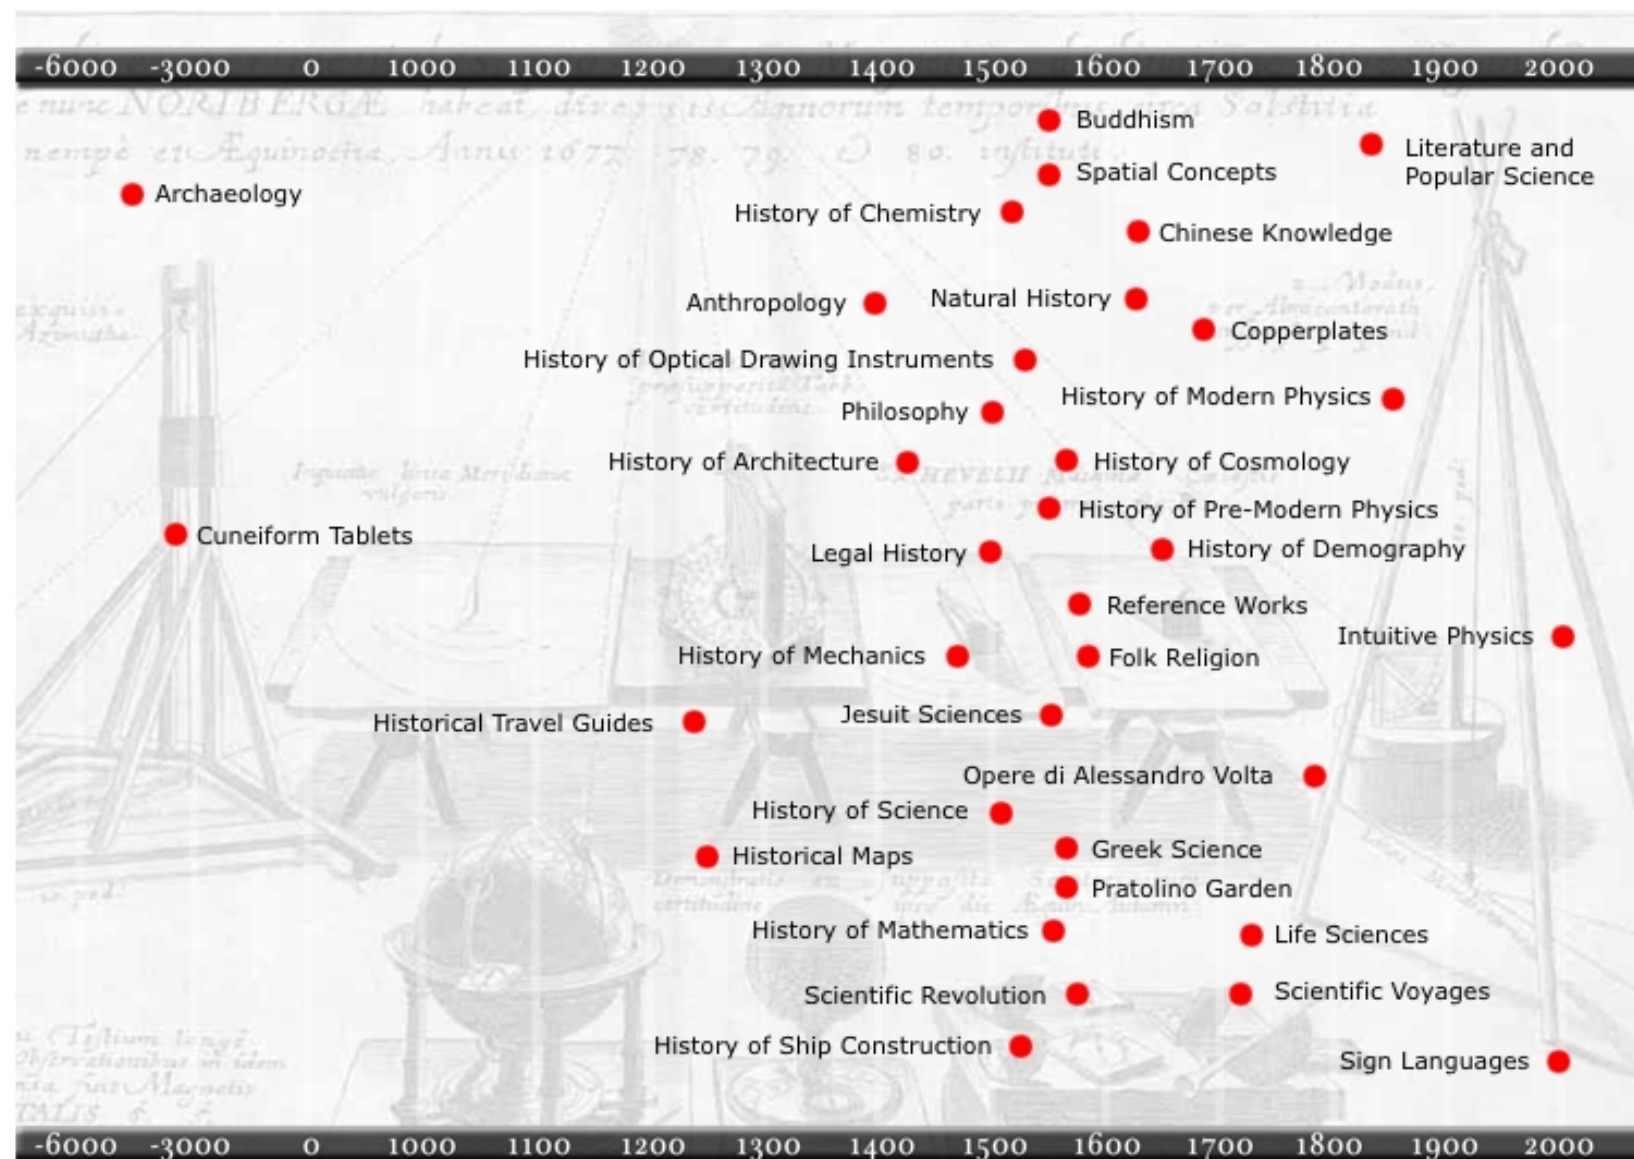 -6000 -3000 0 1000 1100 1200 1300 1400 1500 1600 1700 1800 1900 2000
Buddhism
Literature and
Popular Science
Spatial Concepts
Archaeology
History of Chemistry
Chinese Knowledge
Natural History
Anthropology
Copperplates
History of Optical Drawing Instruments
History of Modern Physics
Philosophy
History of Architecture
History of Cosmology
History of Pre-Modern Physics
Cuneiform Tablets
History of Demography
Legal History
Reference Works
Intuitive Physics
History of Mechanics
Folk Religion
Jesuit Sciences
Historical Travel Guides
Opere di Alessandro Volta
History of Science
Greek Science
Historical Maps
Pratolino Garden
History of Mathematics
Life Sciences
Scientific Voyages
Scientific Revolution
History of Ship Construction
Sign Languages
-6000 -3000 0 1000 1100 1200 1300 1400 1500 1600 1700 1800 1900 2000